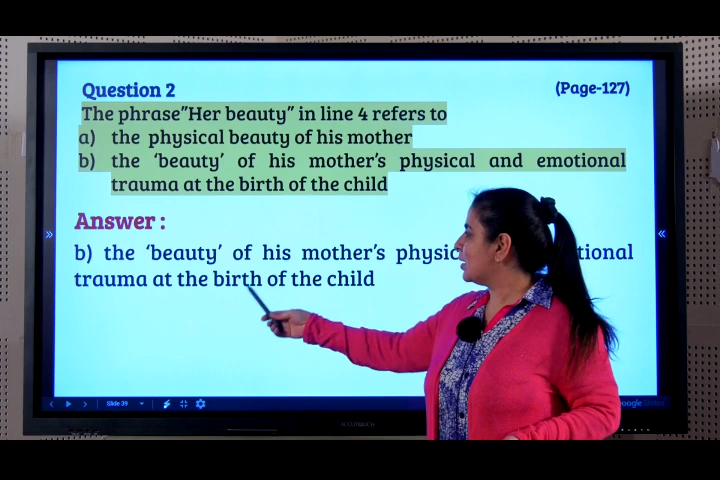 Question 2
(Page-127)
The phrase"Her beauty" in line 4 refers to
a) the physical beauty of his mother
b) the 'beauty' of his mother's physical and emotional
trauma at the birth of the child
Answer :
b) the 'beauty' of his mother's
trauma at the birth of the child
Slide 39